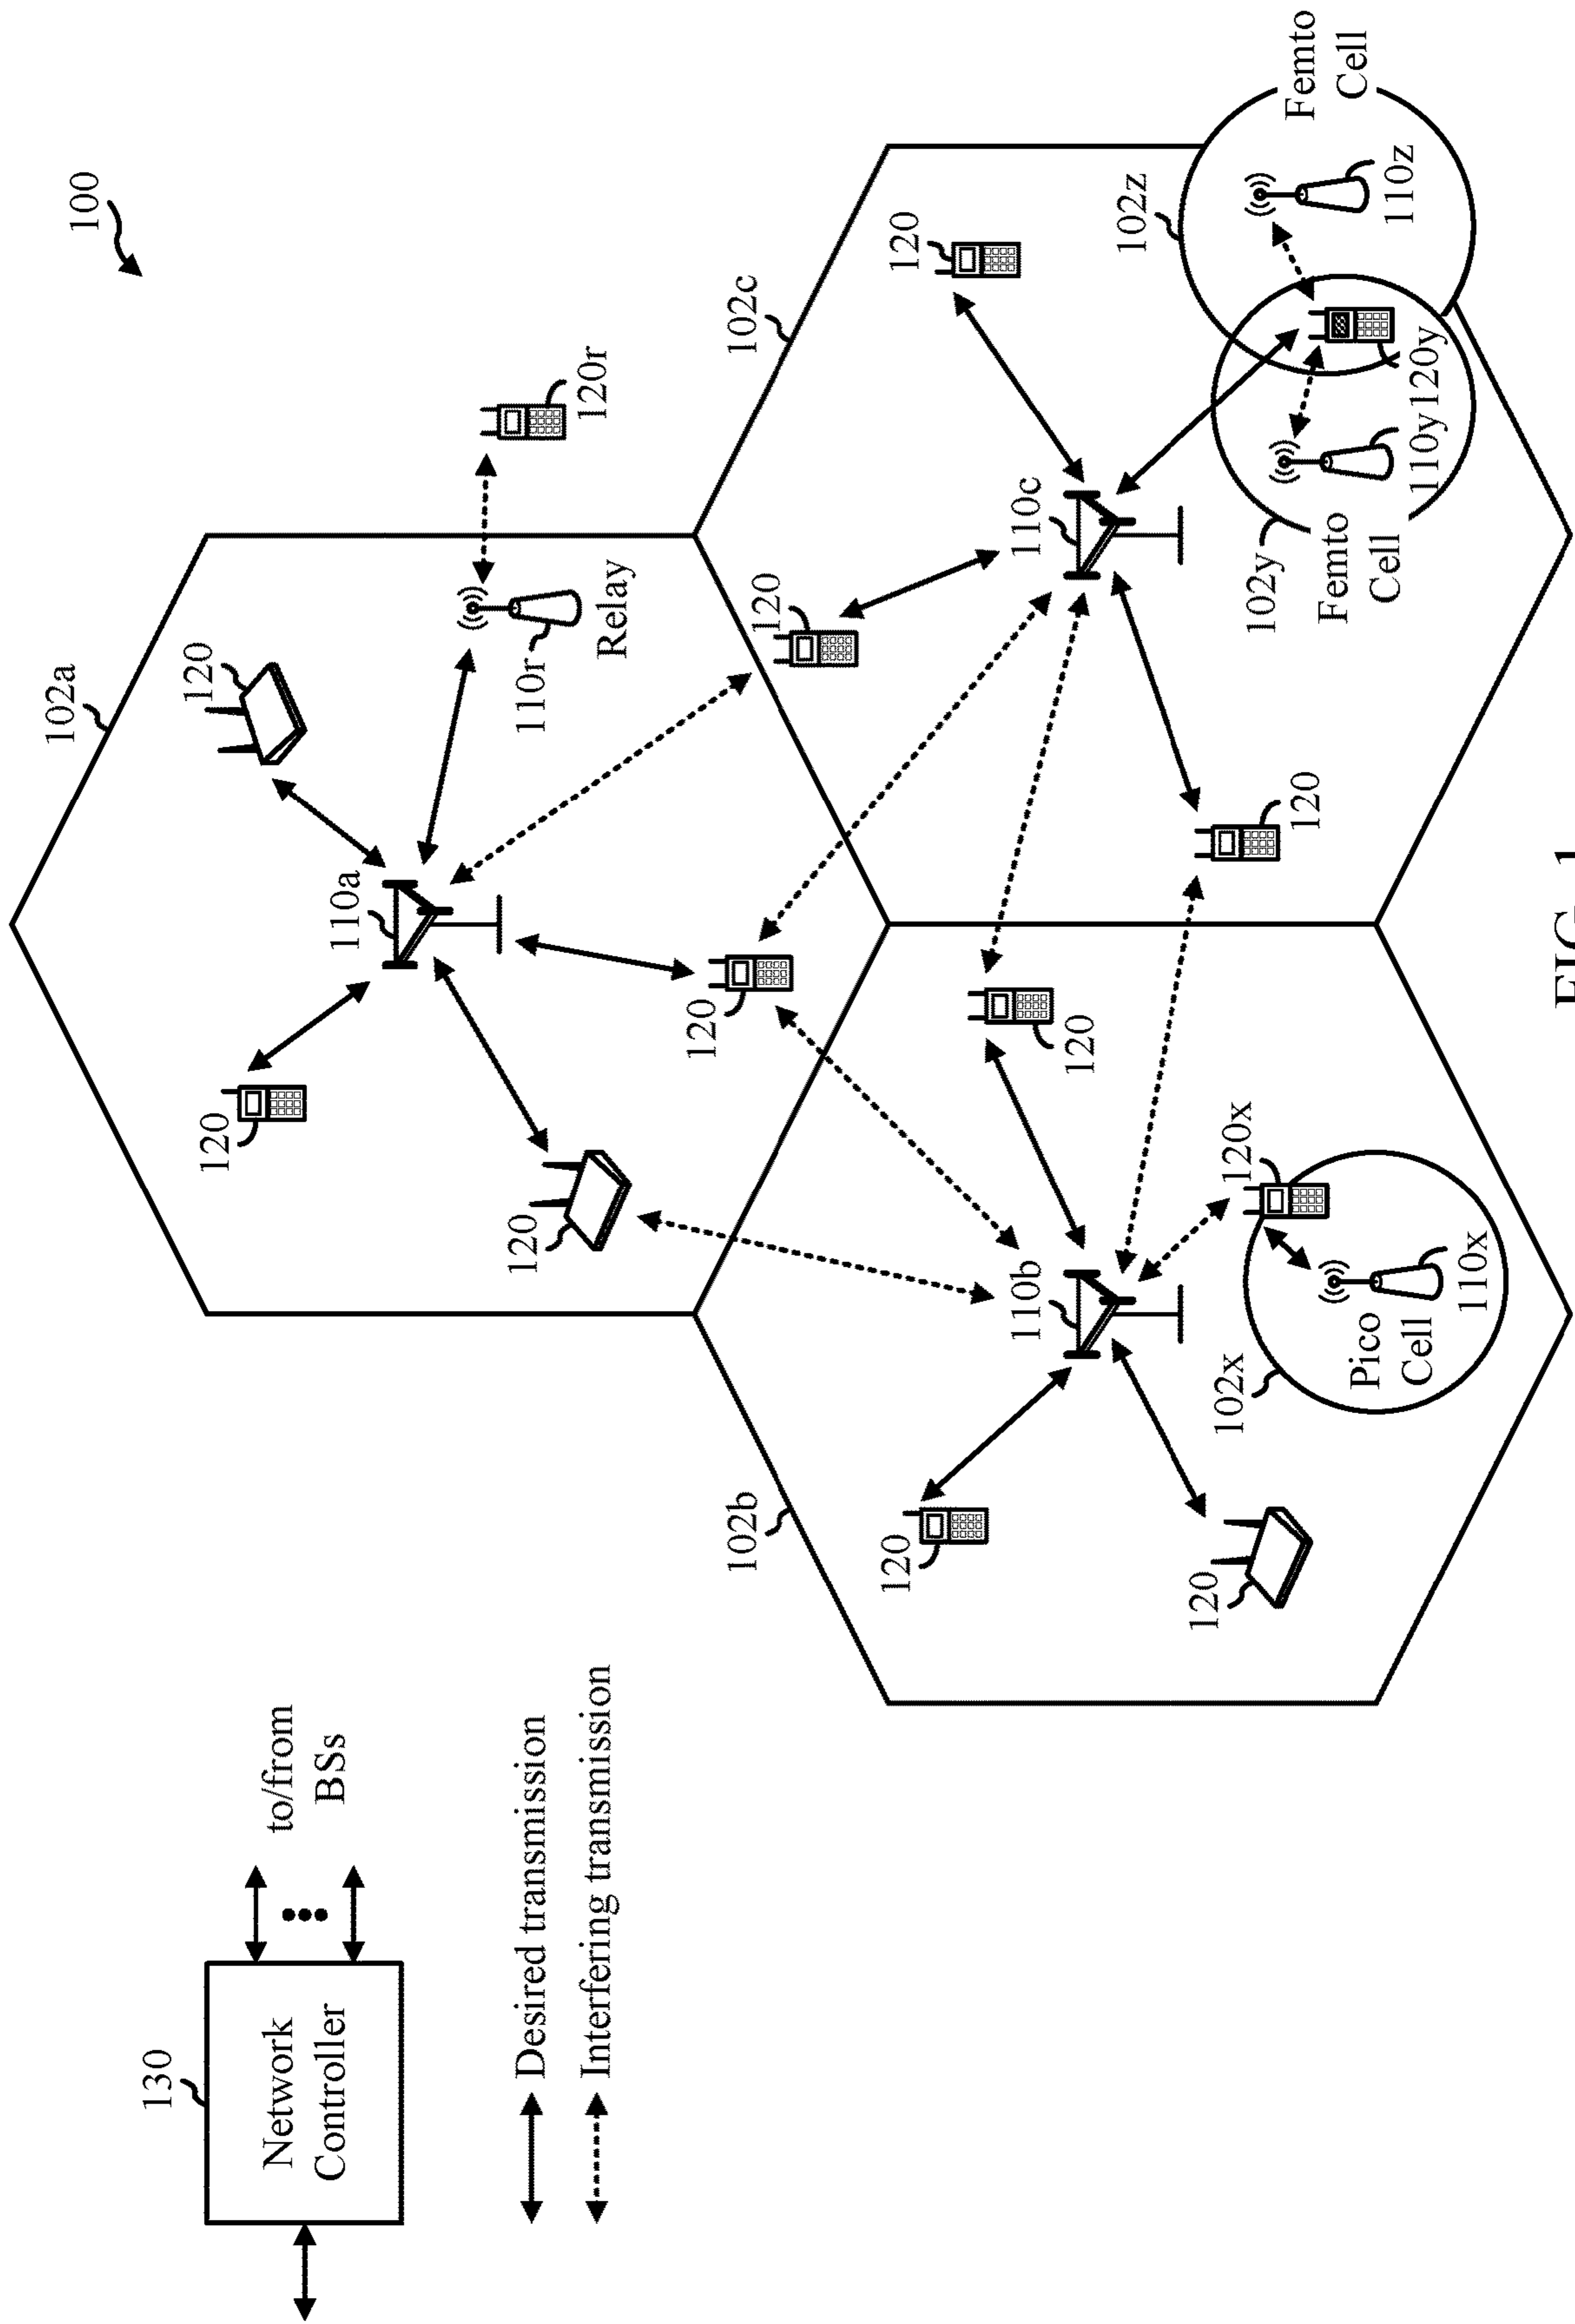 100
130
Network
Controller
to/from
BSs
Desired transmission
Interfering transmission
102a
120
120
110a
120
110r
Relay
120r
120
102b
120
120
110b
120
102x
Pico
Cell
110x
120x
102c
120
120
110c
120
102y
Femto
Cell
110y
120y
102z
110z
Femto
Cell
FIG. 1